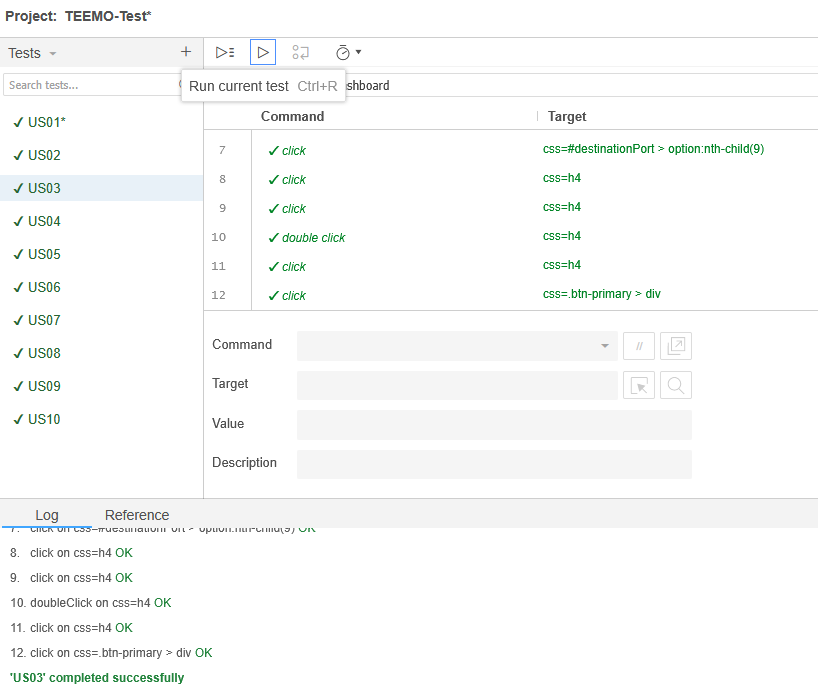 Project: TEEMO-Test*
Tests
Search tests...
Run current test Ctrl+R
shboard
Command Target
✓ US01*
✓ US02
✓ US03
✓ US04
✓ US05
✓ US06
✓ US07
✓ US08
✓ US09
✓ US10
7 ✓ click css=#destinationPort > option:nth-child(9)
8 ✓ click css=h4
9 ✓ click css=h4
10 ✓ double click css=h4
11 ✓ click css=h4
12 ✓ click css=.btn-primary > div
Command //
Target
Value
Description
Log Reference
7. click on css=#destinationPort > option:nth-child(9) OK
8. click on css=h4 OK
9. click on css=h4 OK
10. doubleClick on css=h4 OK
11. click on css=h4 OK
12. click on css=.btn-primary > div OK
'US03' completed successfully